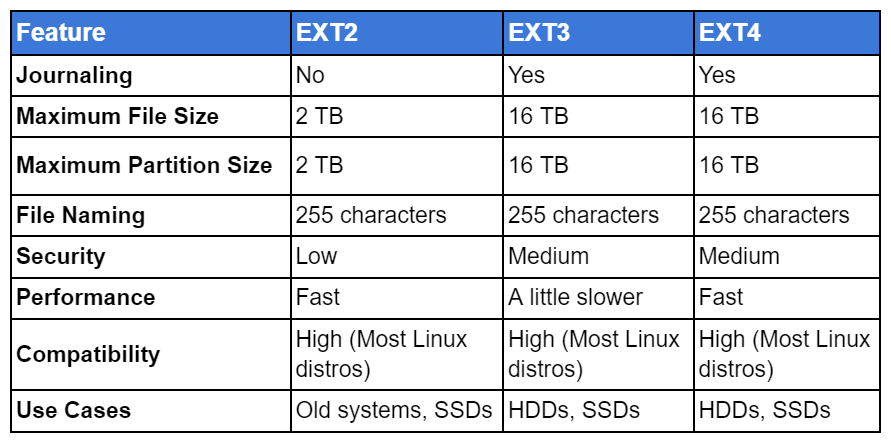 Feature EXT2 EXT3 EXT4
Journaling No Yes Yes
Maximum File Size 2 TB 16 TB 16 TB
Maximum Partition Size 2 TB 16 TB 16 TB
File Naming 255 characters 255 characters 255 characters
Security Low Medium Medium
Performance Fast A little slower Fast
Compatibility High (Most Linux distros) High (Most Linux distros) High (Most Linux distros)
Use Cases Old systems, SSDs HDDs, SSDs HDDs, SSDs